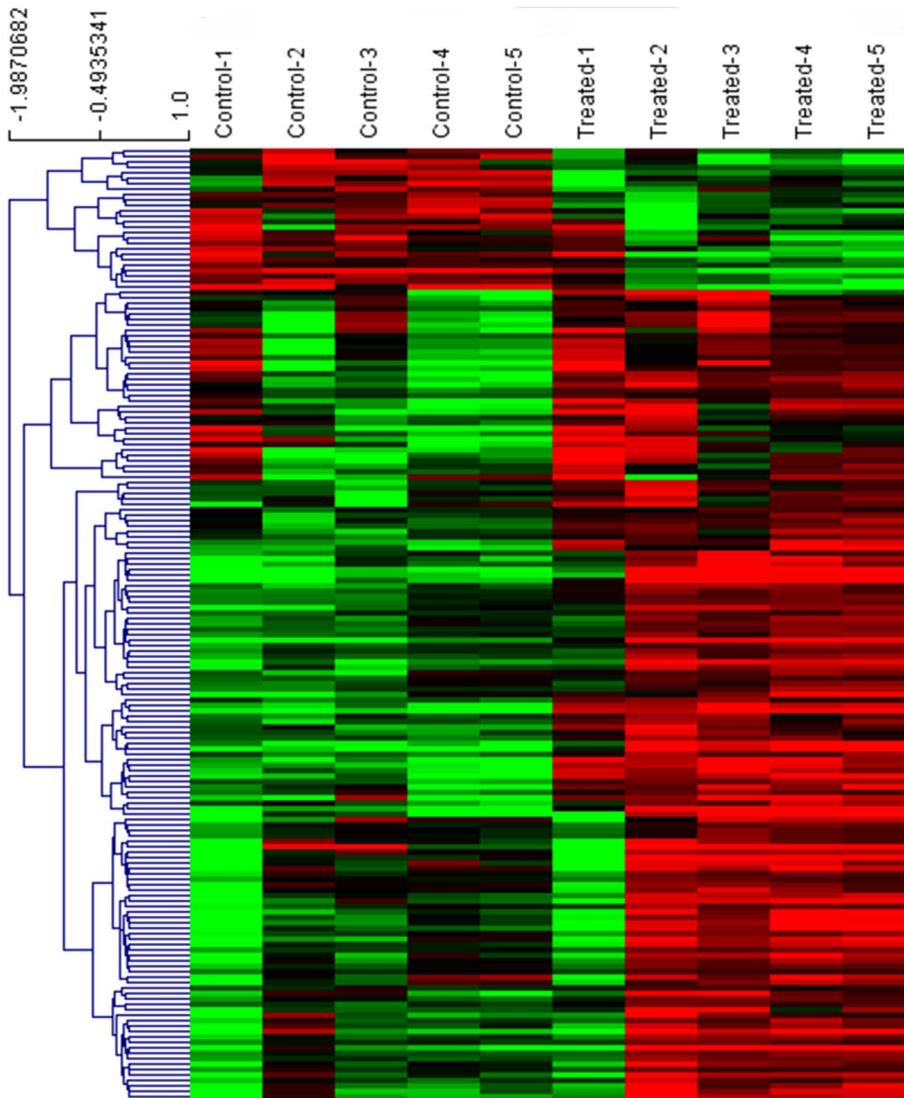 -1.9870682
-0.4935341
1.0
Control-1
Control-2
Control-3
Control-4
Control-5
Treated-1
Treated-2
Treated-3
Treated-4
Treated-5